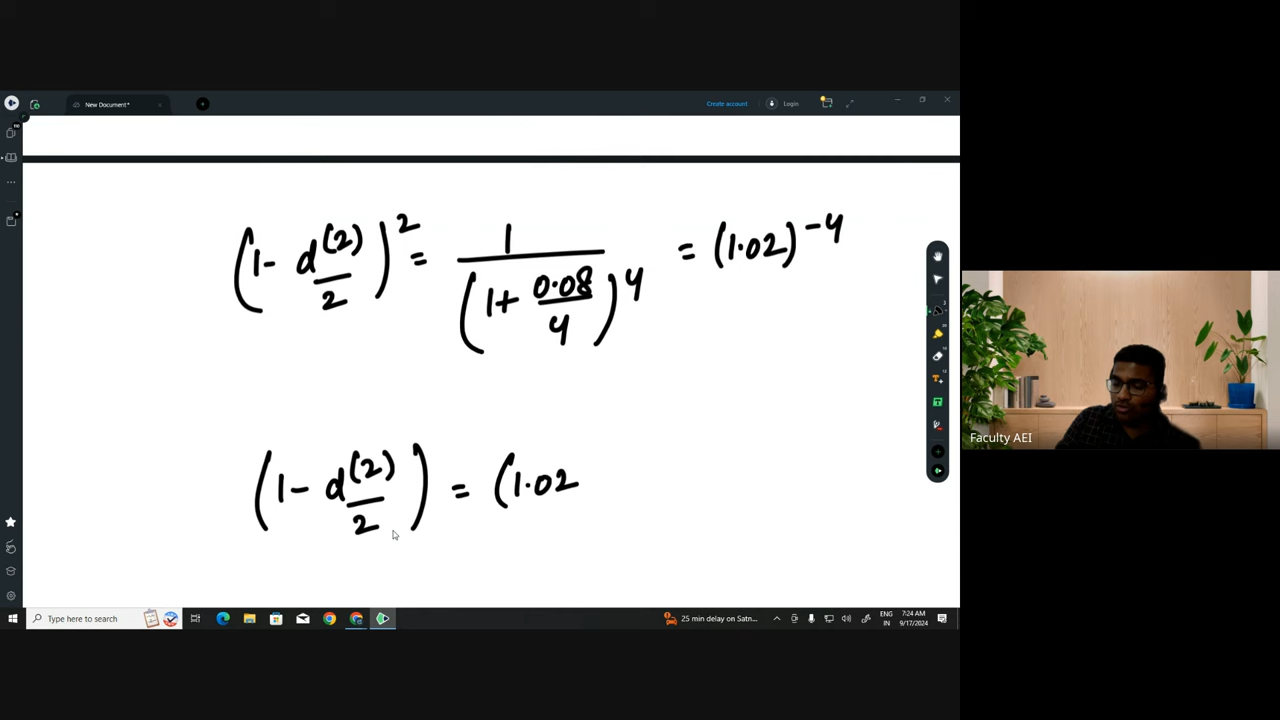 New Document*
Create account
Login
(1- d^(2)/2)^2 = 1/(1+ 0.08/4)^4 = (1.02)^-4
(1- d^(2)/2) = (1.02
Faculty AEI
Type here to search
25 min delay on Satn...
ENG
IN
7:24 AM
9/17/2024